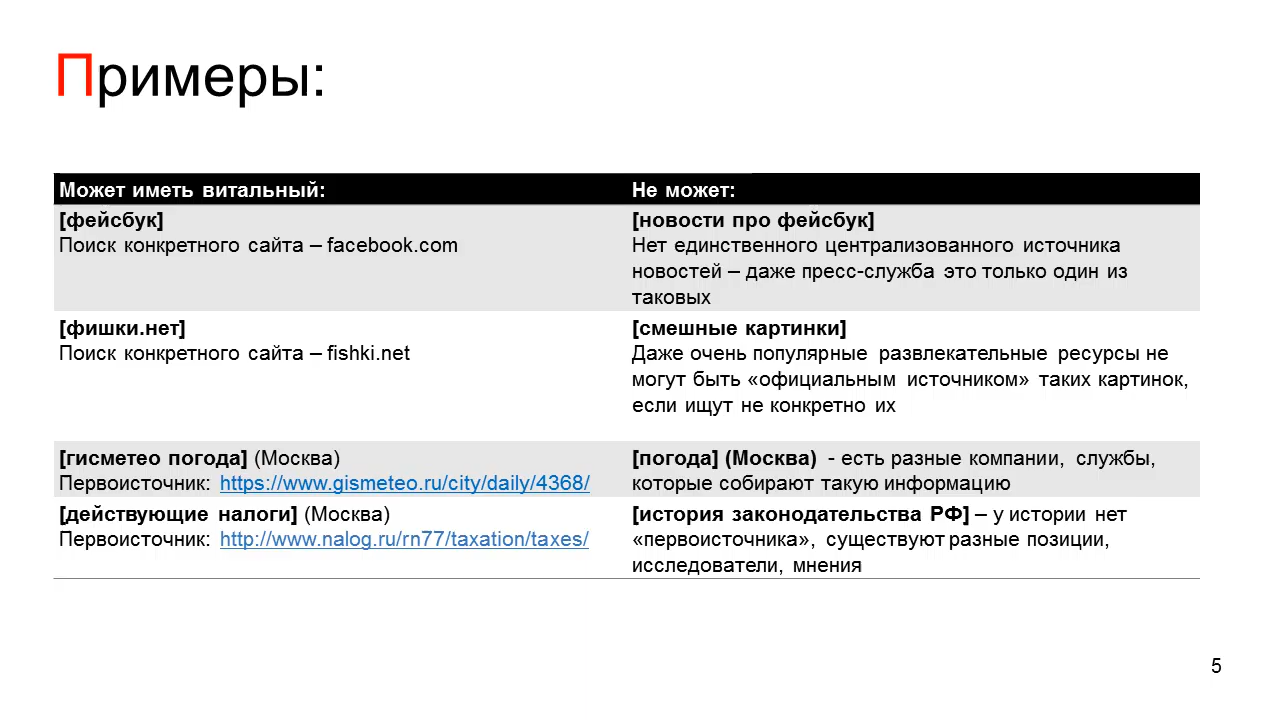 Примеры:
Может иметь витальный:
Не может:
[фейсбук]
Поиск конкретного сайта – facebook.com
[новости про фейсбук]
Нет единственного централизованного источника
новостей – даже пресс-служба это только один из
таковых
[фишки.нет]
Поиск конкретного сайта – fishki.net
[смешные картинки]
Даже очень популярные развлекательные ресурсы не
могут быть «официальным источником» таких картинок,
если ищут не конкретно их
[гисметео погода] (Москва)
Первоисточник: https://www.gismeteo.ru/city/daily/4368/
[погода] (Москва) - есть разные компании, службы,
которые собирают такую информацию
[действующие налоги] (Москва)
Первоисточник: http://www.nalog.ru/rn77/taxation/taxes/
[история законодательства РФ] – у истории нет
«первоисточника», существуют разные позиции,
исследователи, мнения
5